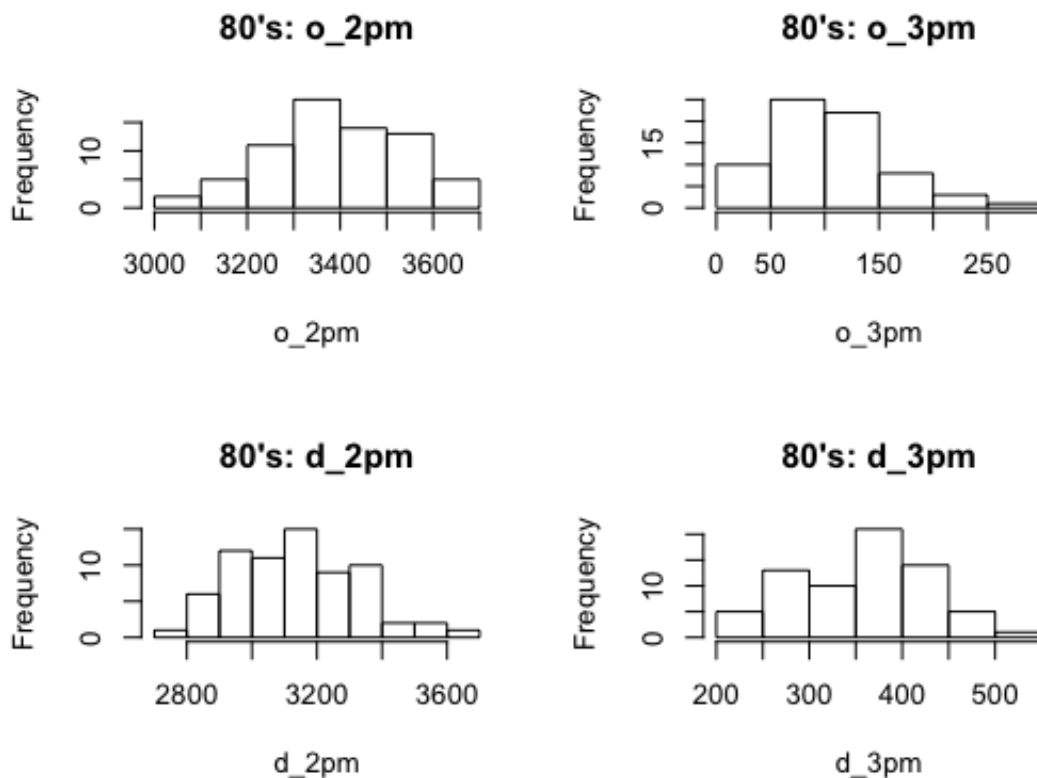 80's: o_2pm
Frequency
0
10
3000
3200
3400
3600
o_2pm
80's: o_3pm
Frequency
0
15
0
50
150
250
o_3pm
80's: d_2pm
Frequency
0
10
2800
3200
3600
d_2pm
80's: d_3pm
Frequency
0
10
200
300
400
500
d_3pm